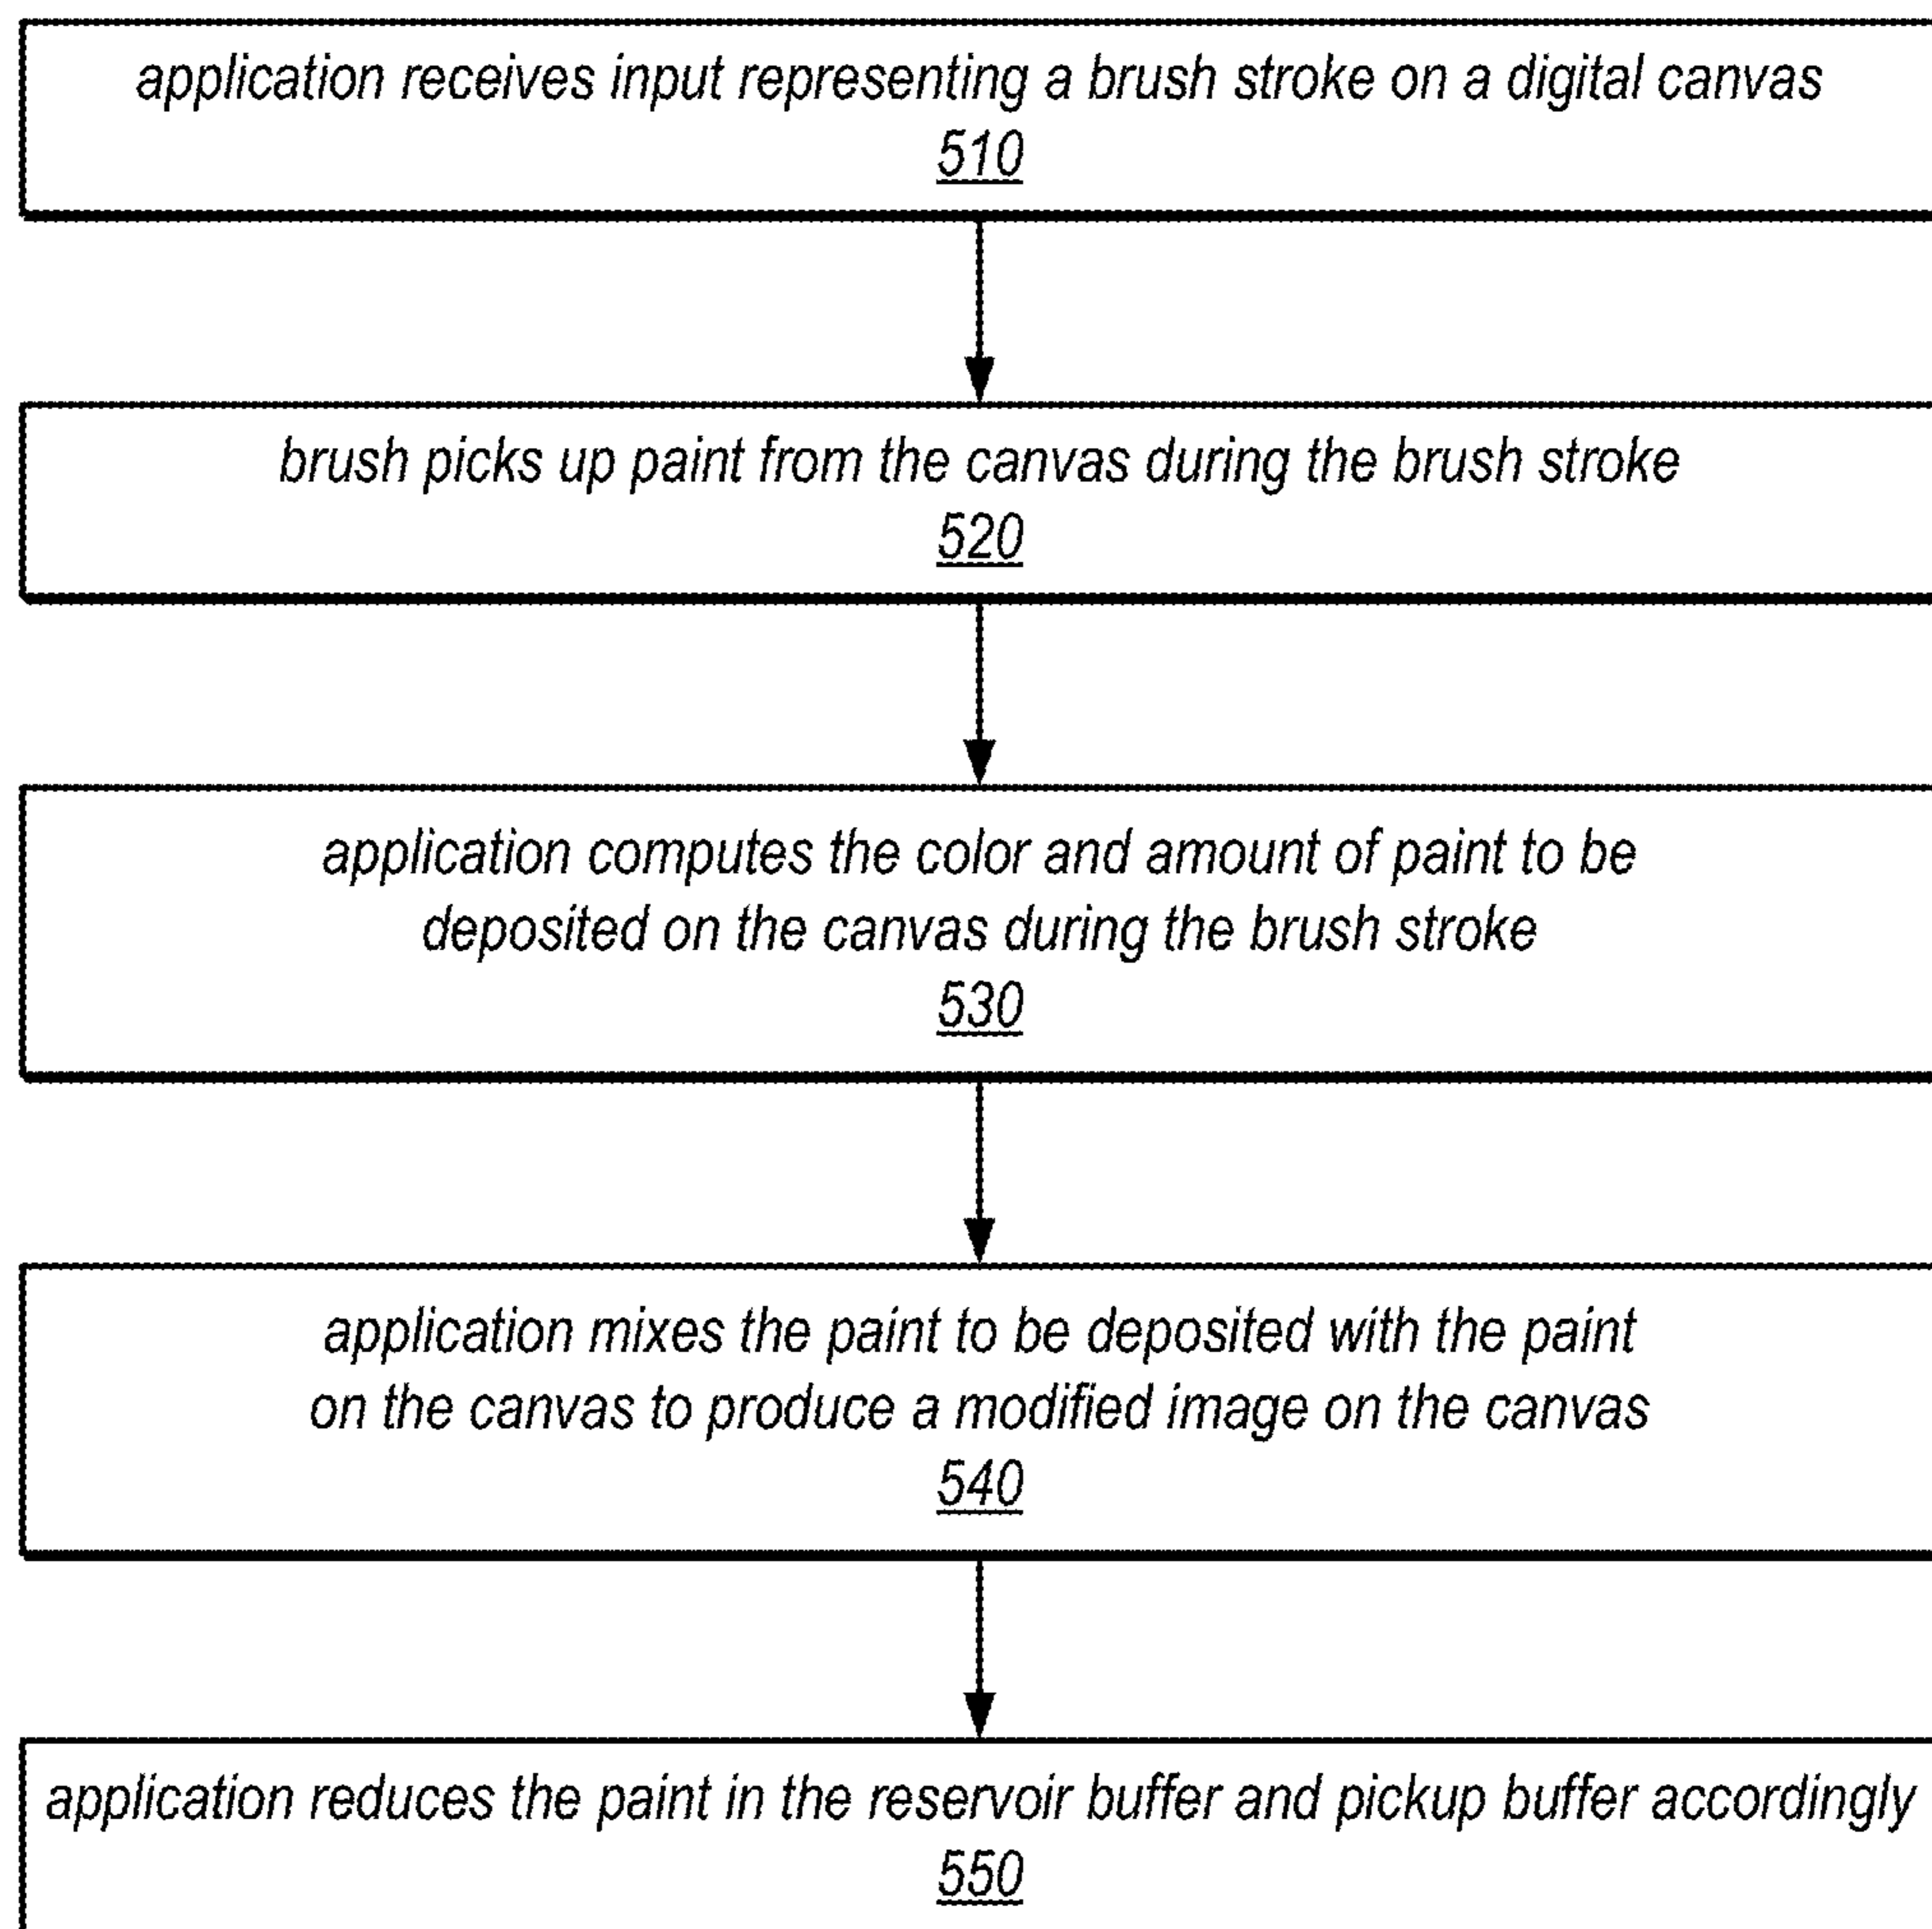 application receives input representing a brush stroke on a digital canvas
510
brush picks up paint from the canvas during the brush stroke
520
application computes the color and amount of paint to be
deposited on the canvas during the brush stroke
530
application mixes the paint to be deposited with the paint
on the canvas to produce a modified image on the canvas
540
application reduces the paint in the reservoir buffer and pickup buffer accordingly
550